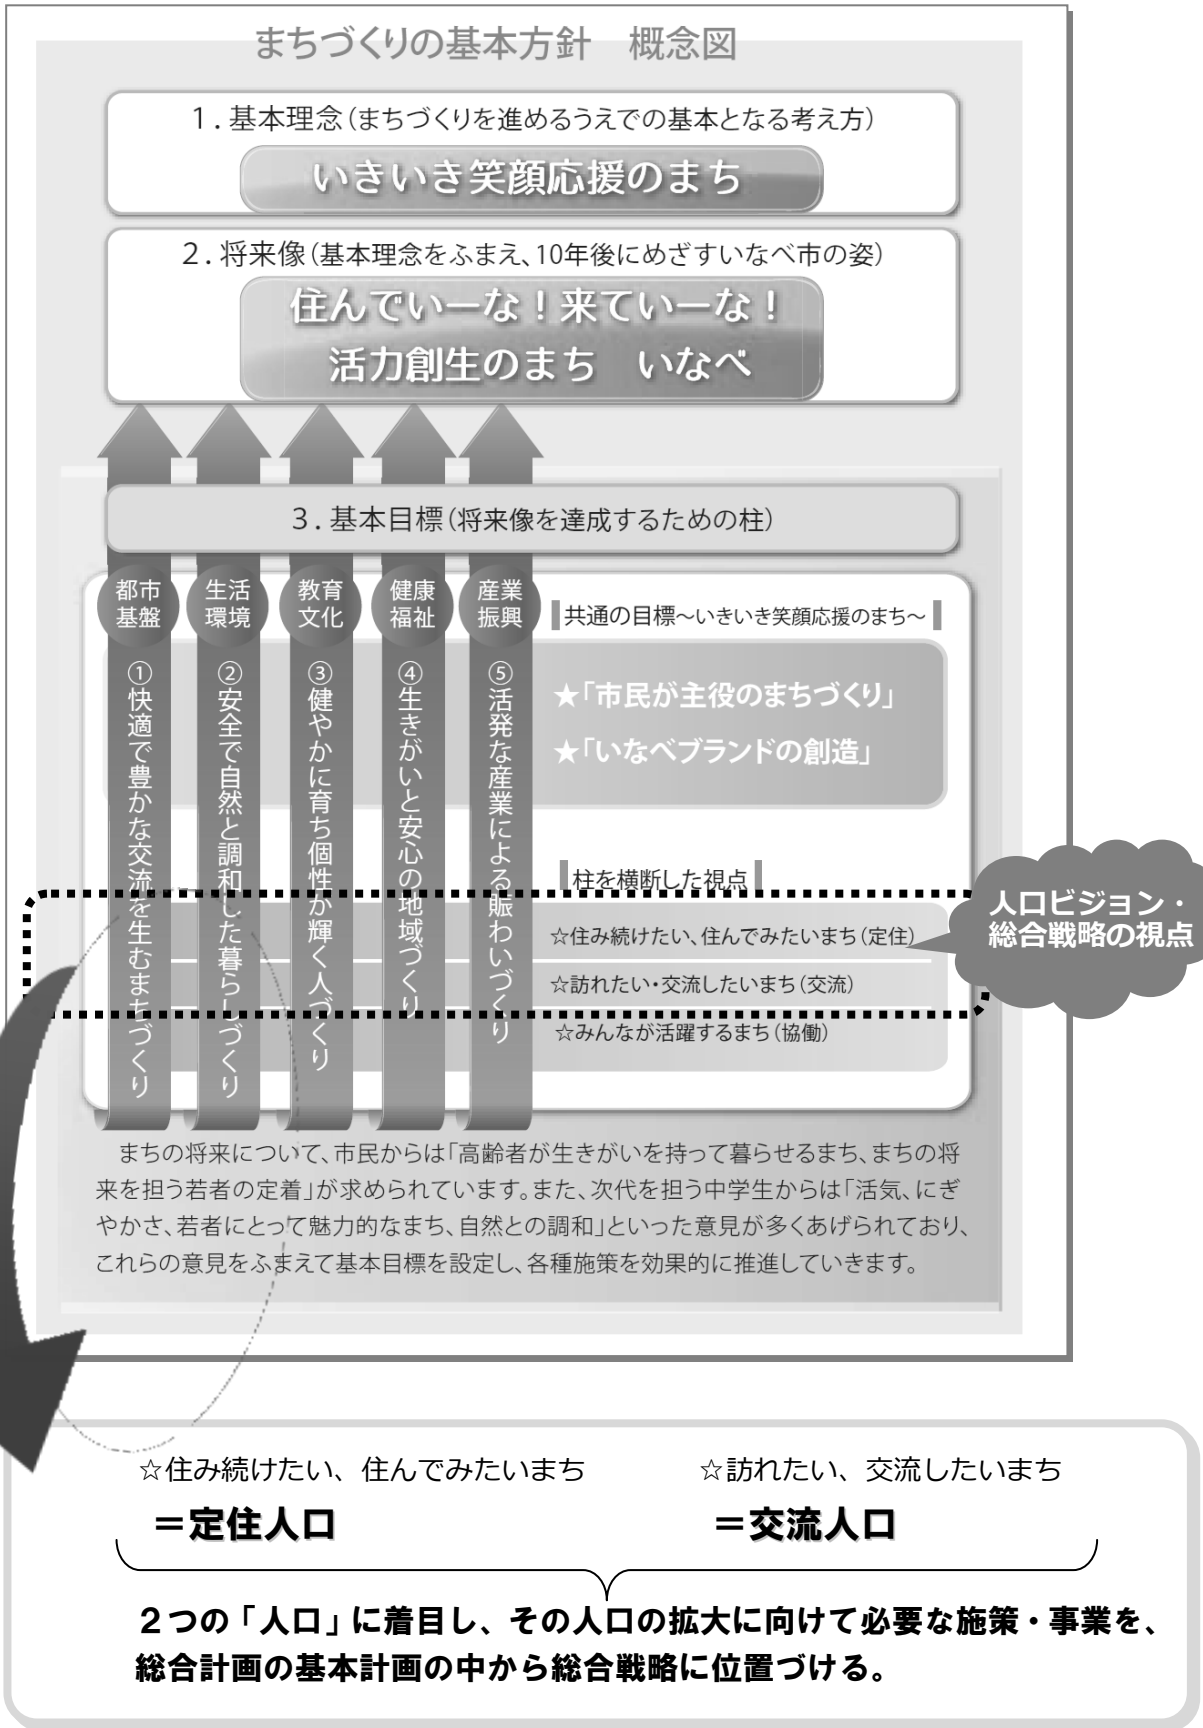 まちづくりの基本方針　概念図
１．基本理念（まちづくりを進めるうえでの基本となる考え方）
いきいき笑顔応援のまち
２．将来像（基本理念をふまえ、10年後にめざすいなべ市の姿）
住んでいーな！来ていーな！
活力創生のまち　いなべ
３．基本目標（将来像を達成するための柱）
都市
基盤
生活
環境
教育
文化
健康
福祉
産業
振興
①快適で豊かな交流を生むまちづくり
②安全で自然と調和した暮らしづくり
③健やかに育ち個性が輝く人づくり
④生きがいと安心の地域づくり
⑤活発な産業による賑わいづくり
共通の目標～いきいき笑顔応援のまち～
★「市民が主役のまちづくり」
★「いなべブランドの創造」
柱を横断した視点
☆住み続けたい、住んでみたいまち（定住）
☆訪れたい・交流したいまち（交流）
☆みんなが活躍するまち（協働）
人口ビジョン・
総合戦略の視点
まちの将来について、市民からは「高齢者が生きがいを持って暮らせるまち、まちの将
来を担う若者の定着」が求められています。また、次代を担う中学生からは「活気、にぎ
やかさ、若者にとって魅力的なまち、自然との調和」といった意見が多くあげられており、
これらの意見をふまえて基本目標を設定し、各種施策を効果的に推進していきます。
☆住み続けたい、住んでみたいまち
＝定住人口
☆訪れたい、交流したいまち
＝交流人口
２つの「人口」に着目し、その人口の拡大に向けて必要な施策・事業を、
総合計画の基本計画の中から総合戦略に位置づける。